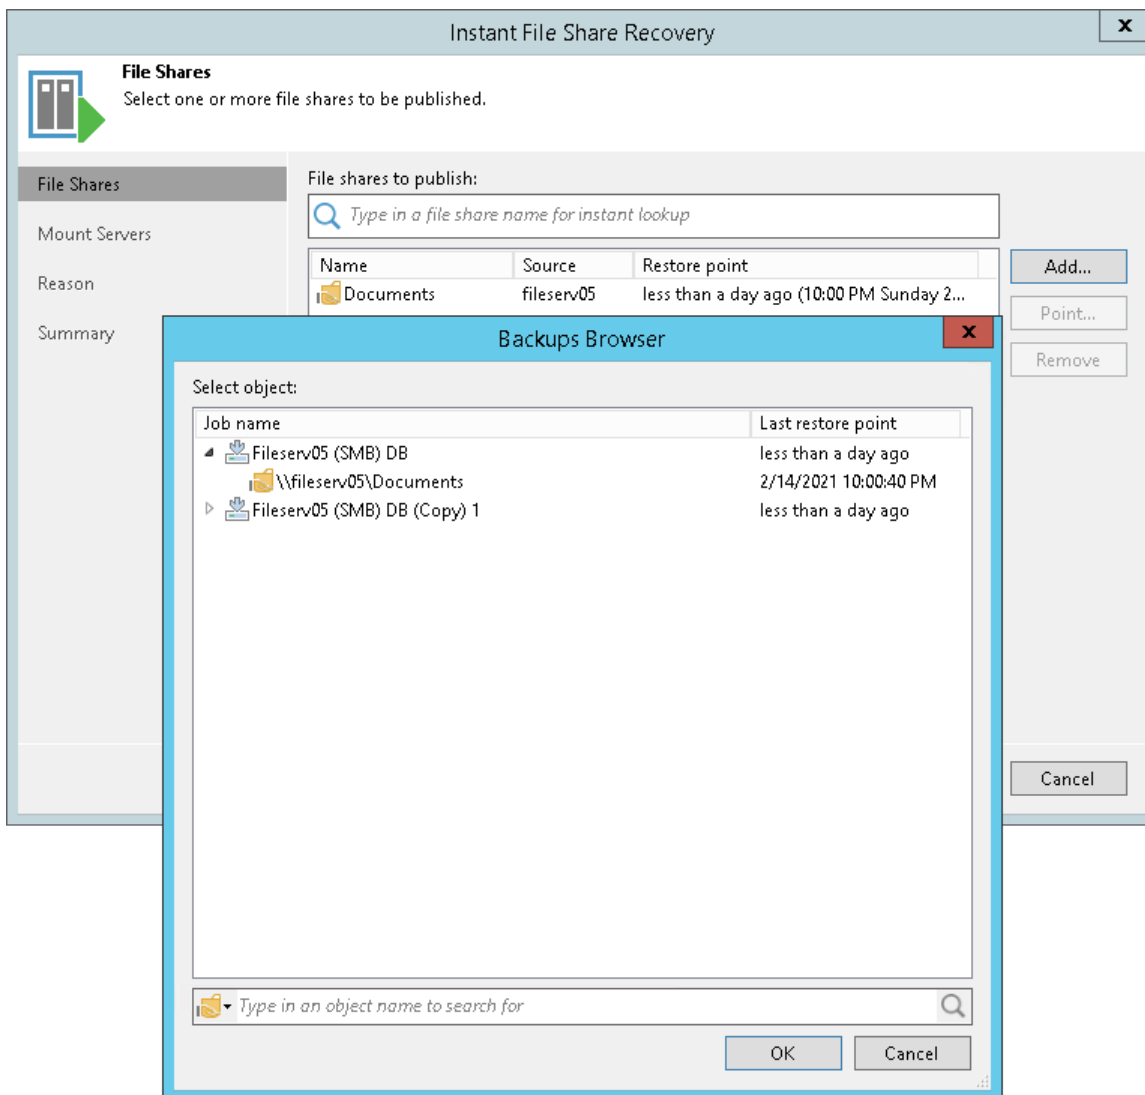 Instant File Share Recovery
x
File Shares
Select one or more file shares to be published.
File Shares
Mount Servers
Reason
Summary
File shares to publish:
Type in a file share name for instant lookup
Name Source Restore point
Documents fileserv05 less than a day ago (10:00 PM Sunday 2...
Add...
Point...
Remove
Backups Browser
x
Select object:
Job name Last restore point
Fileserv05 (SMB) DB less than a day ago
\\fileserv05\Documents 2/14/2021 10:00:40 PM
Fileserv05 (SMB) DB (Copy) 1 less than a day ago
Type in an object name to search for
OK Cancel
Cancel